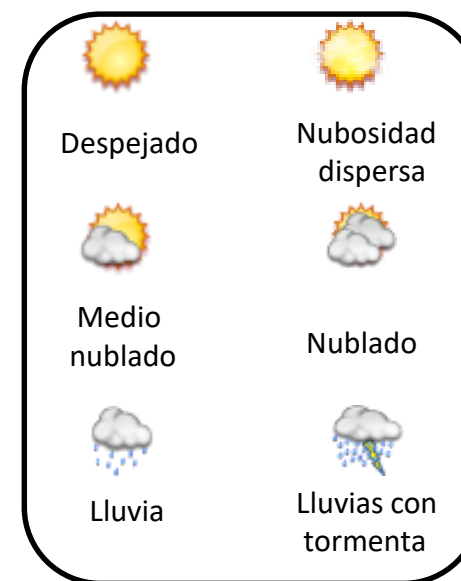 Despejado
Nubosidad
dispersa
Medio
nublado
Nublado
Lluvia
Lluvias con
tormenta